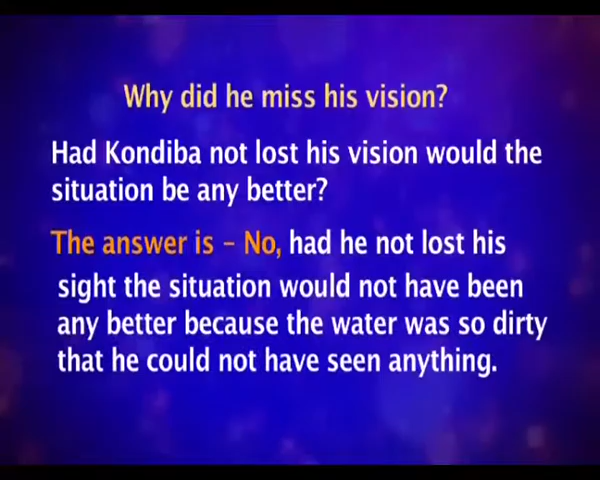 Why did he miss his vision?
Had Kondiba not lost his vision would the
situation be any better?
The answer is – No, had he not lost his
sight the situation would not have been
any better because the water was so dirty
that he could not have seen anything.